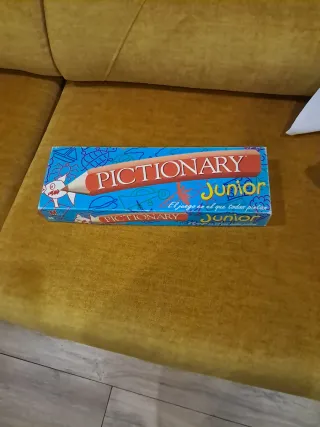 PICTIONARY
Junior
El juego en el que todos pintan
PICTIONARY Junior